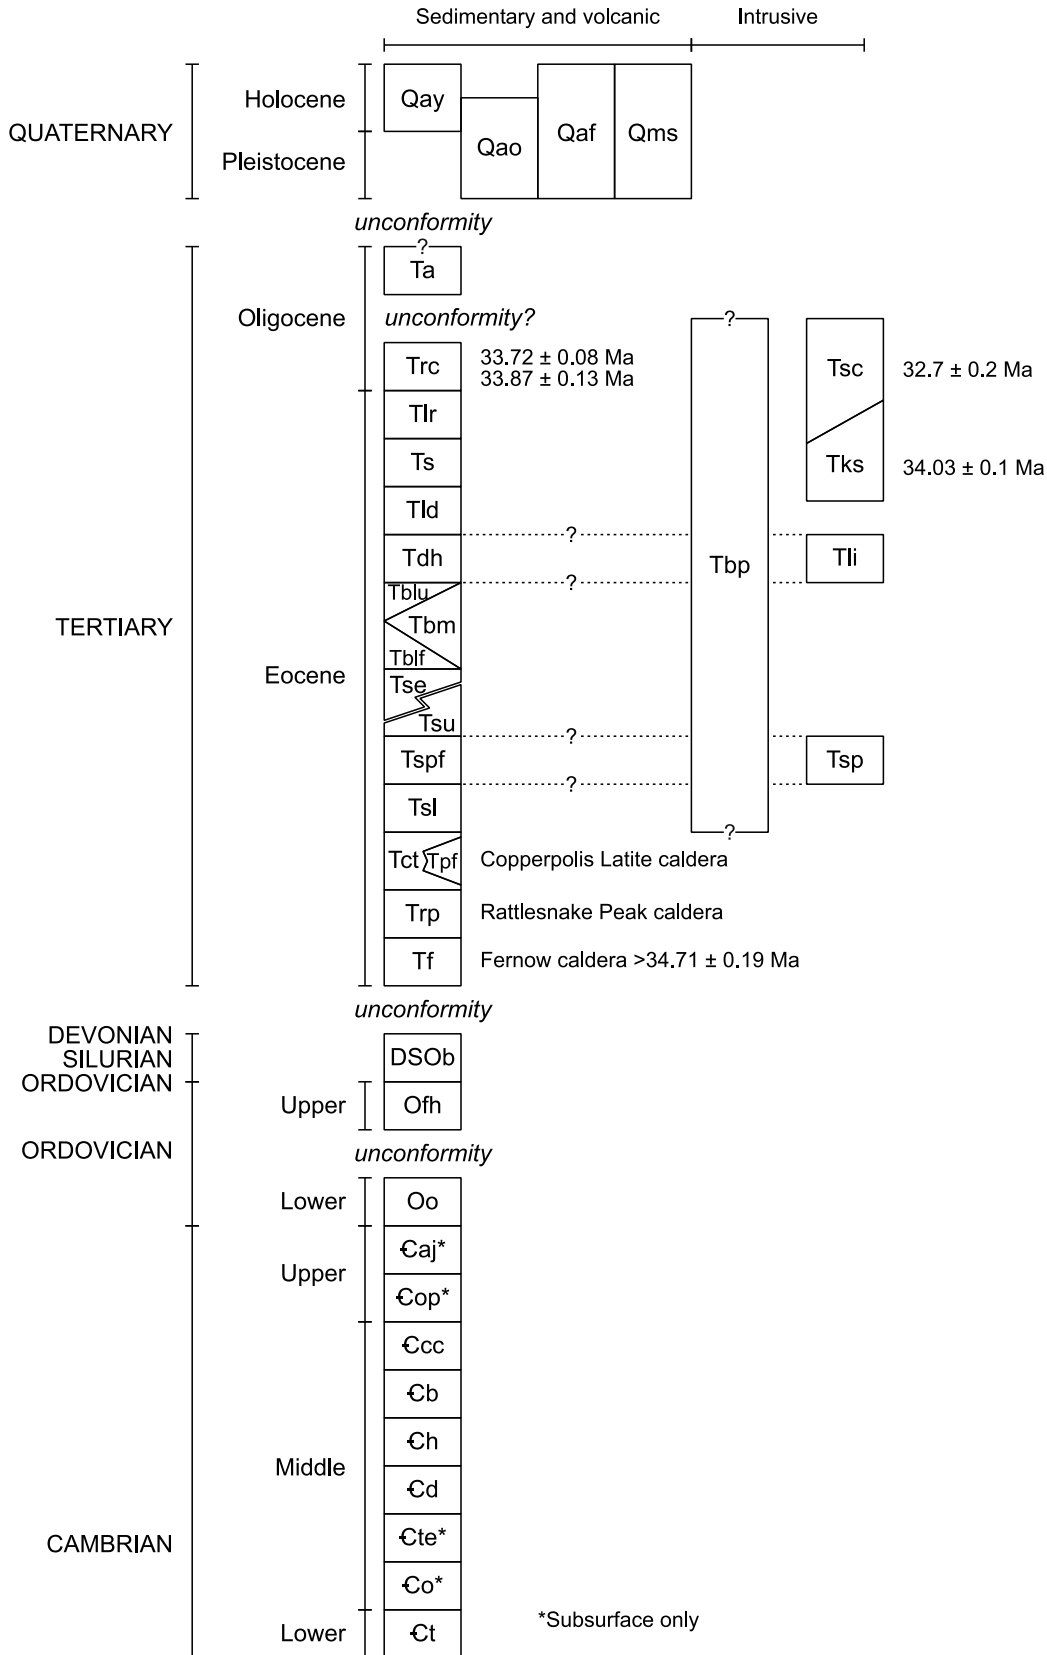 Sedimentary and volcanic Intrusive
Holocene Qay
QUATERNARY Qaf Qms
Qao
Pleistocene
unconformity
?
Ta
Oligocene unconformity? ?
Trc 33.72 ± 0.08 Ma Tsc 32.7 ± 0.2 Ma
33.87 ± 0.13 Ma
Tlr
Ts Tks 34.03 ± 0.1 Ma
Tld
?
Tdh Tbp Tli
?
Tblu
TERTIARY Tbm
Tblf
Eocene Tse
Tsu
?
Tspf Tsp
?
Tsl
?
Tct Tpf Copperpolis Latite caldera
Trp Rattlesnake Peak caldera
Tf Fernow caldera >34.71 ± 0.19 Ma
unconformity
DEVONIAN
SILURIAN DSOb
ORDOVICIAN
Upper Ofh
ORDOVICIAN unconformity
Lower Oo
Ꞓaj*
Upper
Ꞓop*
Ꞓcc
Ꞓb
Ꞓh
Middle
Ꞓd
CAMBRIAN Ꞓte*
Ꞓo*
*Subsurface only
Lower Ꞓt